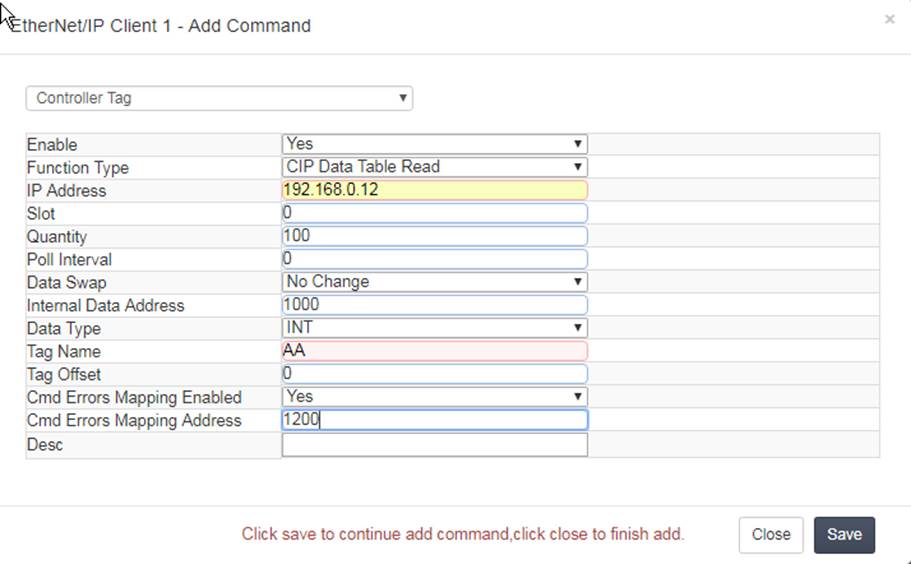 EtherNet/IP Client 1 - Add Command
×
Controller Tag
Enable Yes
Function Type CIP Data Table Read
IP Address 192.168.0.12
Slot 0
Quantity 100
Poll Interval 0
Data Swap No Change
Internal Data Address 1000
Data Type INT
Tag Name AA
Tag Offset 0
Cmd Errors Mapping Enabled Yes
Cmd Errors Mapping Address 1200
Desc
Click save to continue add command,click close to finish add. Close Save